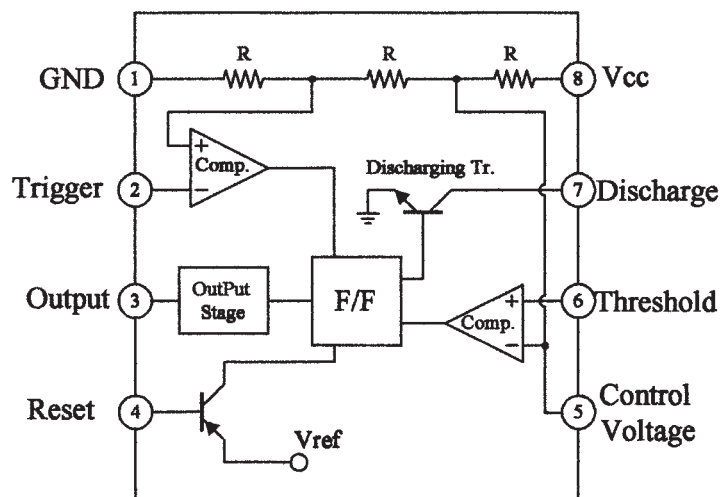 R
R
R
GND
1
8
Vcc
+
Comp.
−
Discharging Tr.
Trigger
2
7
Discharge
Output
3
OutPut
Stage
F/F
+
Comp.
−
6
Threshold
Reset
4
5
Control
Voltage
Vref